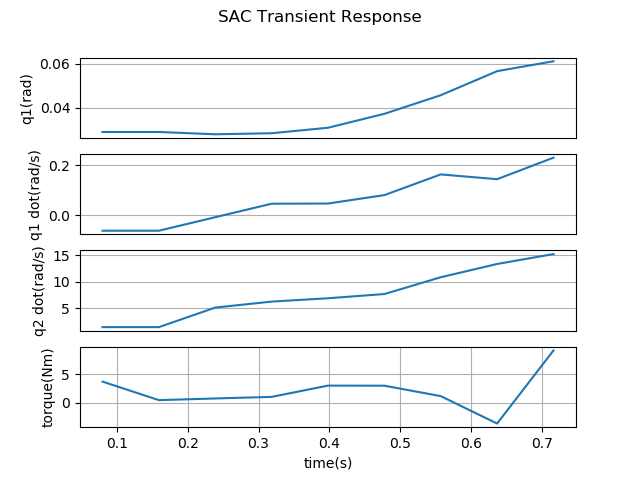 SAC Transient Response
q1(rad)
0.06
0.04
q1 dot(rad/s)
0.2
0.0
q2 dot(rad/s)
15
10
5
torque(Nm)
5
0
0.1 0.2 0.3 0.4 0.5 0.6 0.7
time(s)